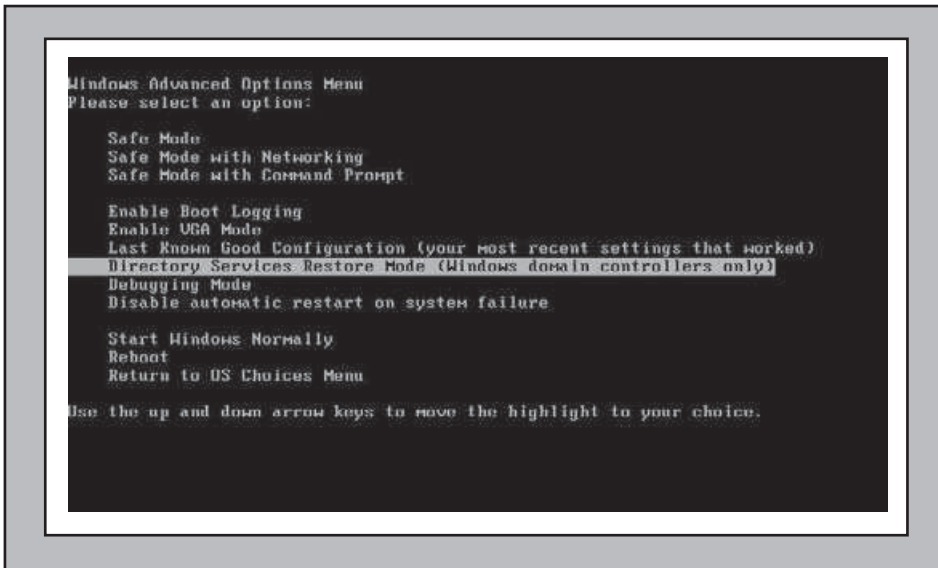 Windows Advanced Options Menu
Please select an option:
Safe Mode
Safe Mode with Networking
Safe Mode with Command Prompt
Enable Boot Logging
Enable VGA Mode
Last Known Good Configuration (your most recent settings that worked)
Directory Services Restore Mode (Windows domain controllers only)
Debugging Mode
Disable automatic restart on system failure
Start Windows Normally
Reboot
Return to OS Choices Menu
Use the up and down arrow keys to move the highlight to your choice.